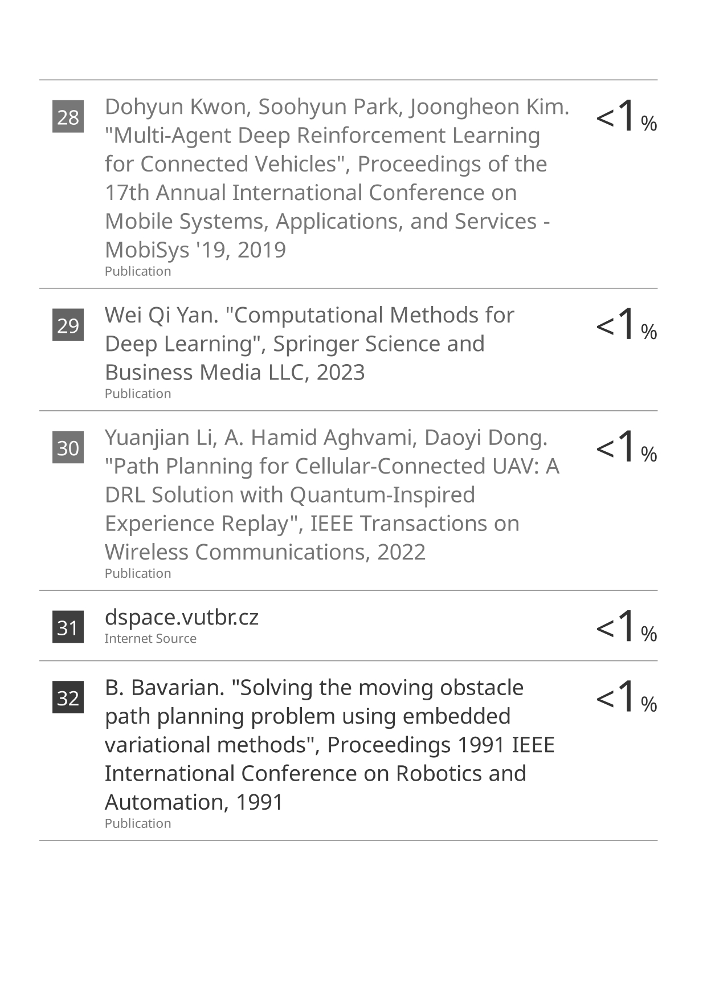 28
Dohyun Kwon, Soohyun Park, Joongheon Kim.
"Multi-Agent Deep Reinforcement Learning
for Connected Vehicles", Proceedings of the
17th Annual International Conference on
Mobile Systems, Applications, and Services -
MobiSys '19, 2019
Publication
<1%
29
Wei Qi Yan. "Computational Methods for
Deep Learning", Springer Science and
Business Media LLC, 2023
Publication
<1%
30
Yuanjian Li, A. Hamid Aghvami, Daoyi Dong.
"Path Planning for Cellular-Connected UAV: A
DRL Solution with Quantum-Inspired
Experience Replay", IEEE Transactions on
Wireless Communications, 2022
Publication
<1%
31
dspace.vutbr.cz
Internet Source
<1%
32
B. Bavarian. "Solving the moving obstacle
path planning problem using embedded
variational methods", Proceedings 1991 IEEE
International Conference on Robotics and
Automation, 1991
Publication
<1%